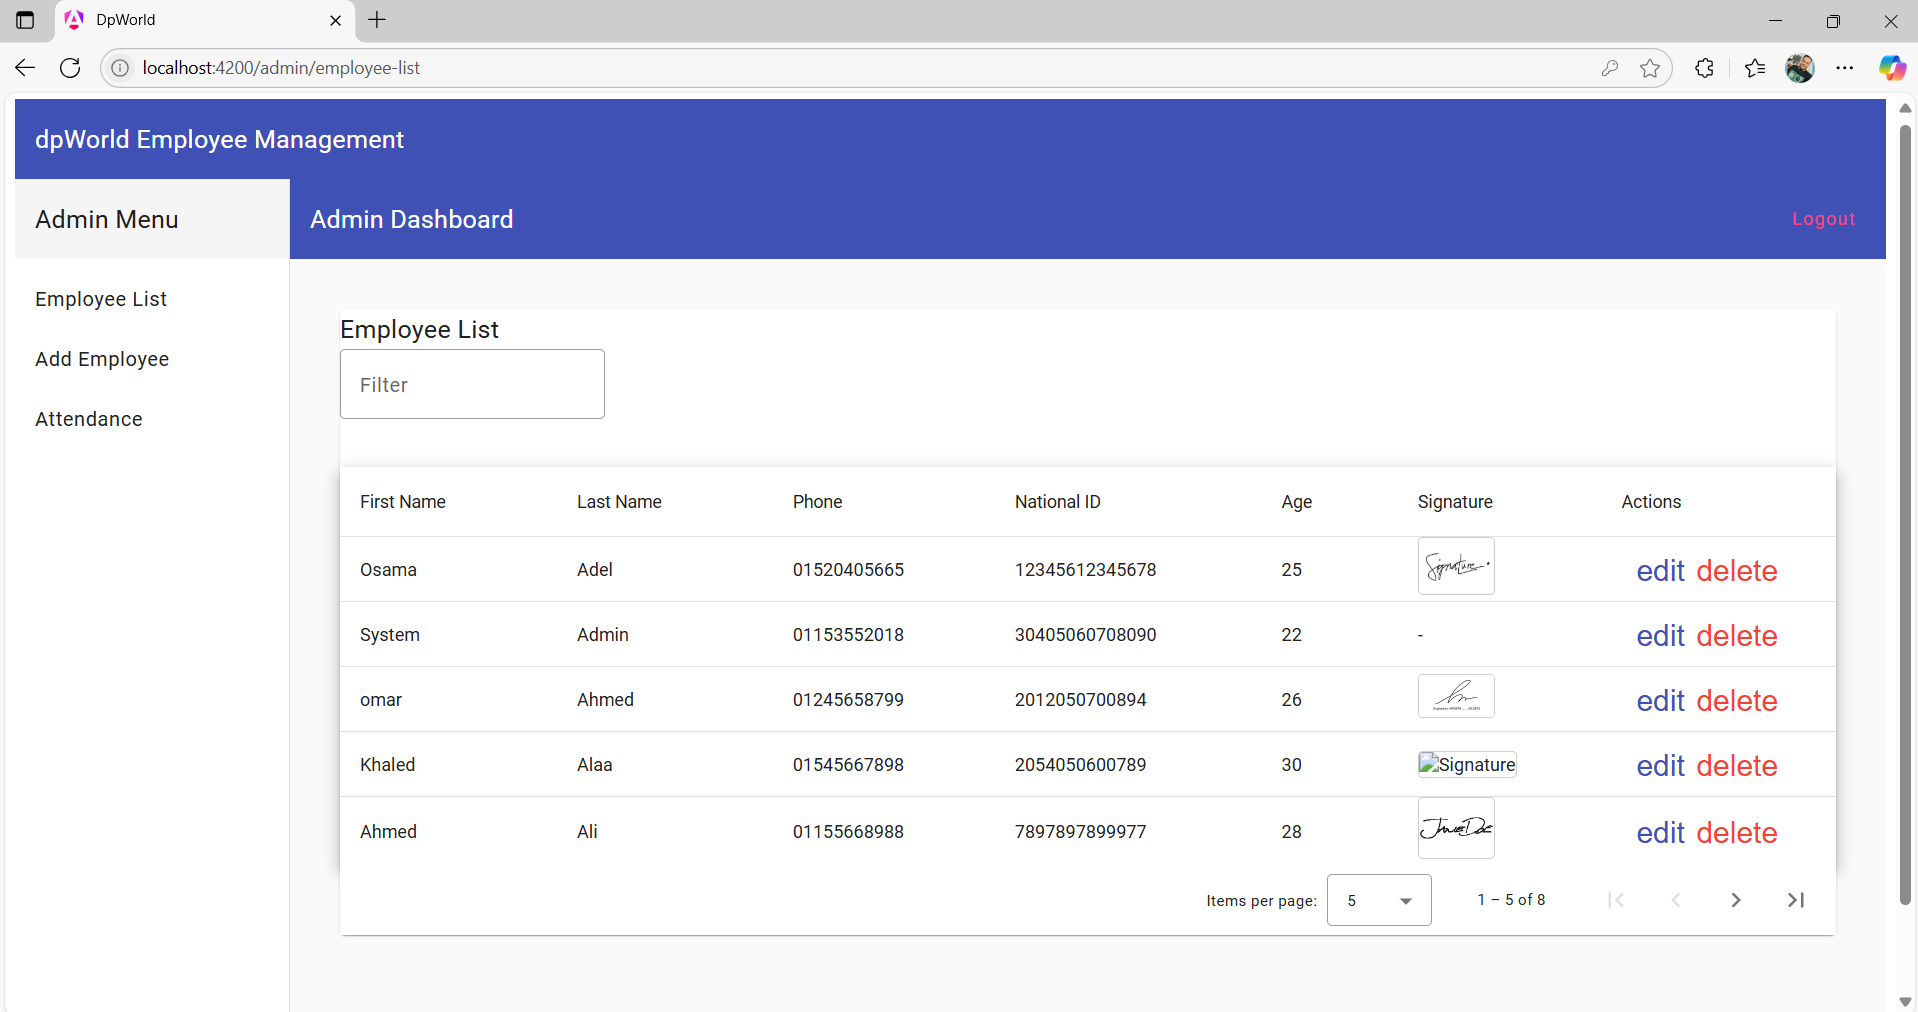 DpWorld
localhost:4200/admin/employee-list
dpWorld Employee Management
Admin Menu
Admin Dashboard
Logout
Employee List
Add Employee
Attendance
Employee List
Filter
First Name Last Name Phone National ID Age Signature Actions
Osama Adel 01520405665 12345612345678 25 Signature edit delete
System Admin 01153552018 30405060708090 22 - edit delete
omar Ahmed 01245658799 2012050700894 26 edit delete
Khaled Alaa 01545667898 2054050600789 30 Signature edit delete
Ahmed Ali 01155668988 7897897899977 28 Jane Doe edit delete
Items per page: 5 1 – 5 of 8